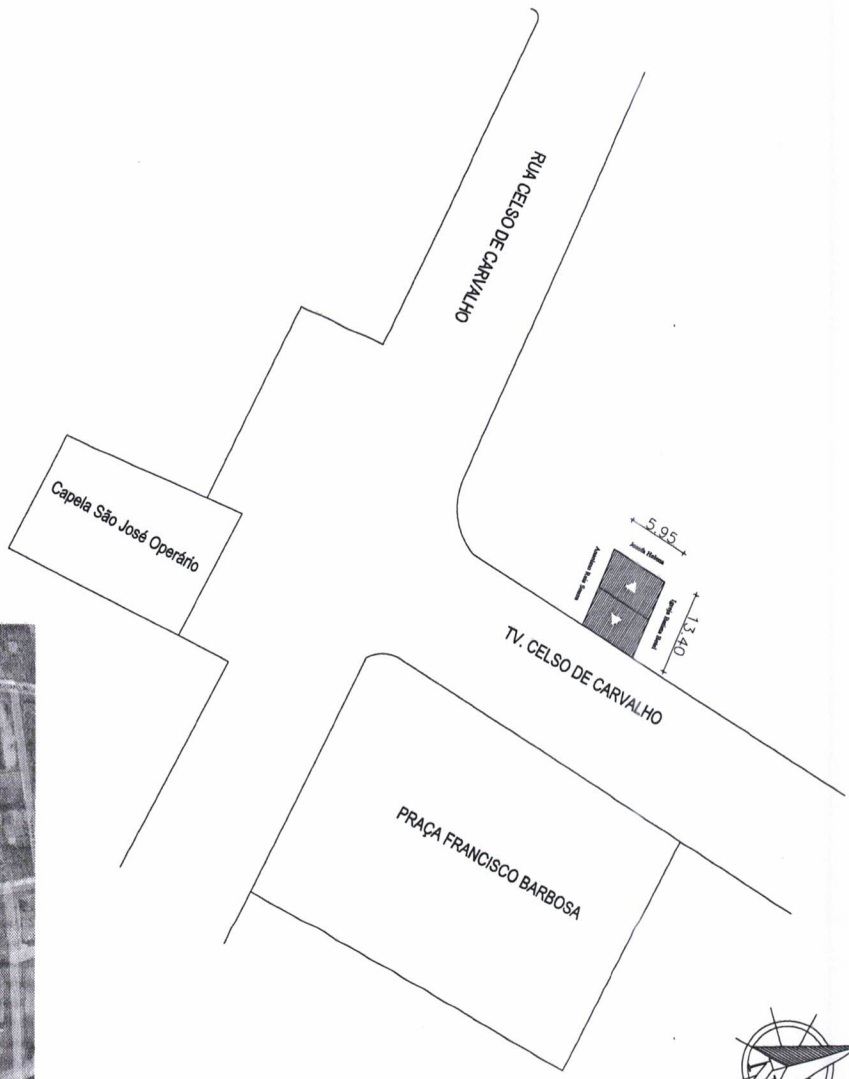 RUA CELSO DE CARVALHO
Capela São José Operário
5.95
13.40
TV. CELSO DE CARVALHO
PRAÇA FRANCISCO BARBOSA